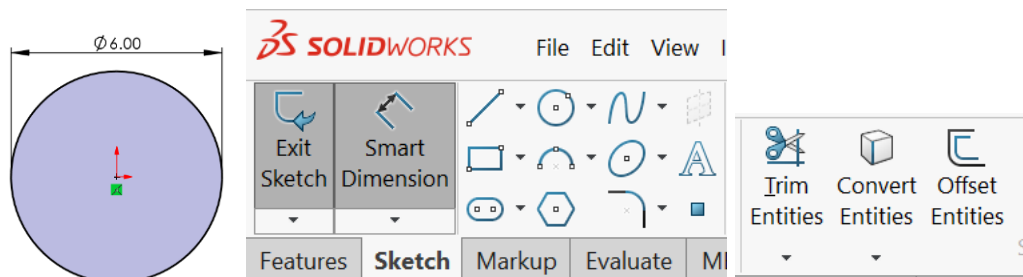 ⌀6.00
SOLIDWORKS File Edit View
Exit
Sketch
Smart
Dimension
Features Sketch Markup Evaluate
Trim
Entities
Convert
Entities
Offset
Entities